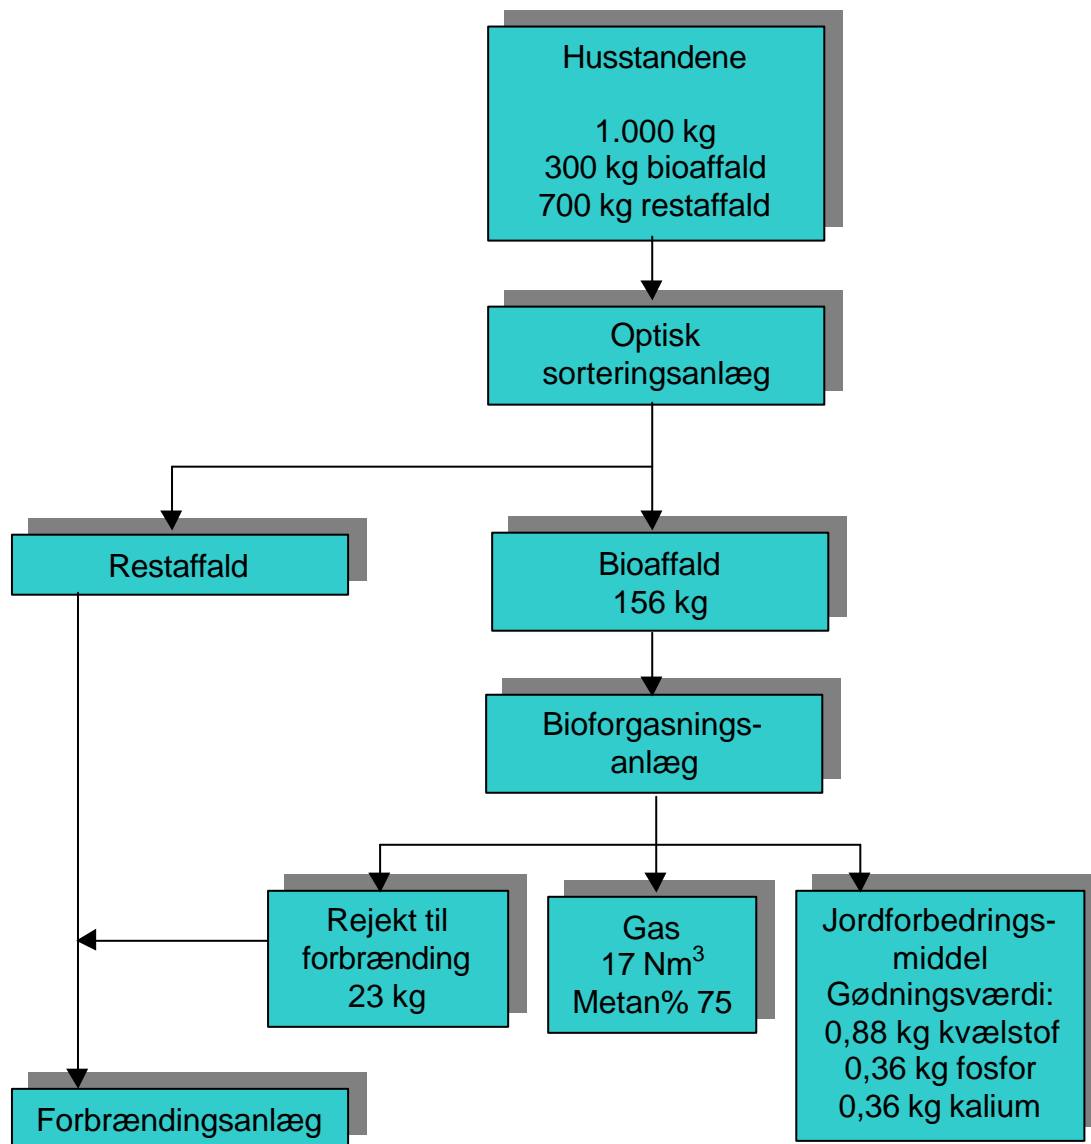 Husstandene
1.000 kg
300 kg bioaffald
700 kg restaffald
Optisk
sorteringsanlæg
Restaffald
Bioaffald
156 kg
Bioforgasnings-
anlæg
Rejekt til
forbrænding
23 kg
Gas
17 Nm³
Metan% 75
Jordforbedrings-
middel
Gødningsværdi:
0,88 kg kvælstof
0,36 kg fosfor
0,36 kg kalium
Forbrændingsanlæg